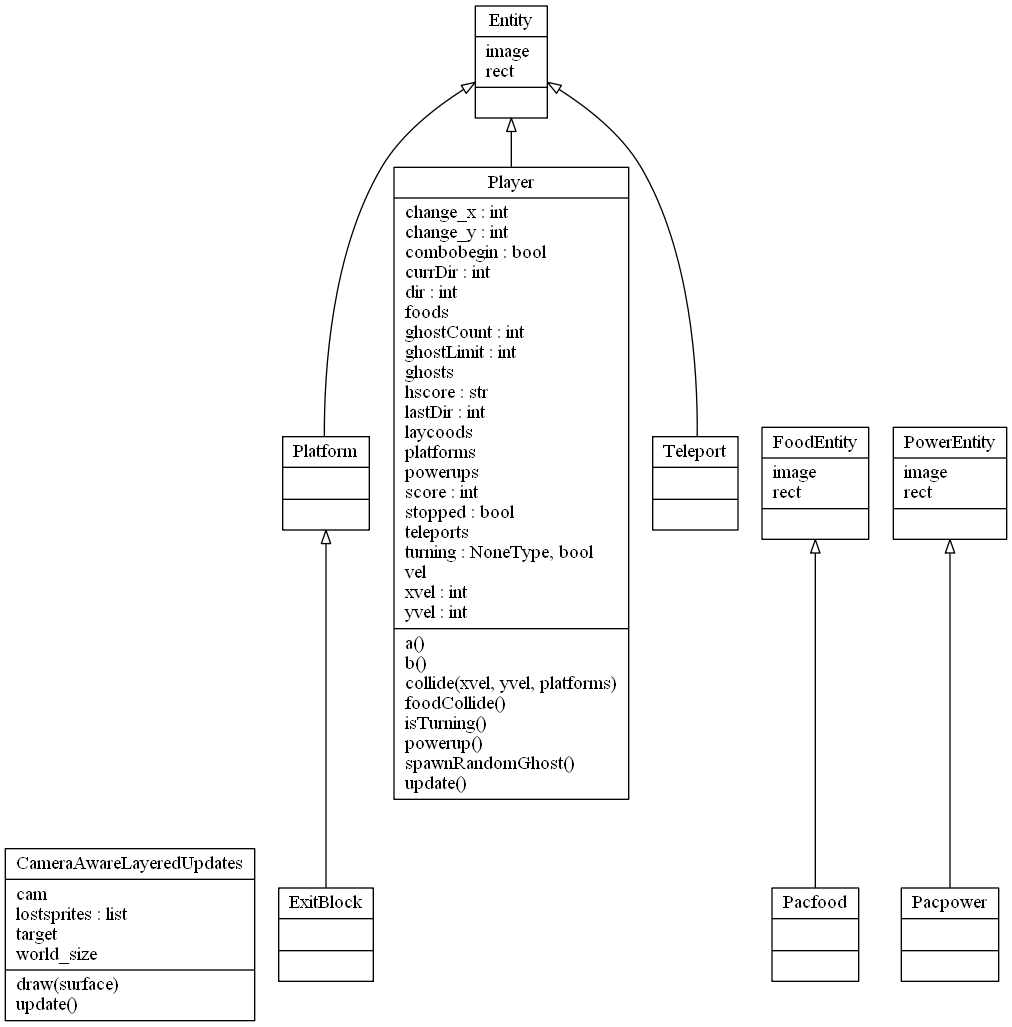 Entity
image
rect
Player
change_x : int
change_y : int
combobegin : bool
currDir : int
dir : int
foods
ghostCount : int
ghostLimit : int
ghosts
hscore : str
lastDir : int
laycoods
platforms
powerups
score : int
stopped : bool
teleports
turning : NoneType, bool
vel
xvel : int
yvel : int
a()
b()
collide(xvel, yvel, platforms)
foodCollide()
isTurning()
powerup()
spawnRandomGhost()
update()
Platform
Teleport
FoodEntity
image
rect
PowerEntity
image
rect
CameraAwareLayeredUpdates
cam
lostsprites : list
target
world_size
draw(surface)
update()
ExitBlock
Pacfood
Pacpower